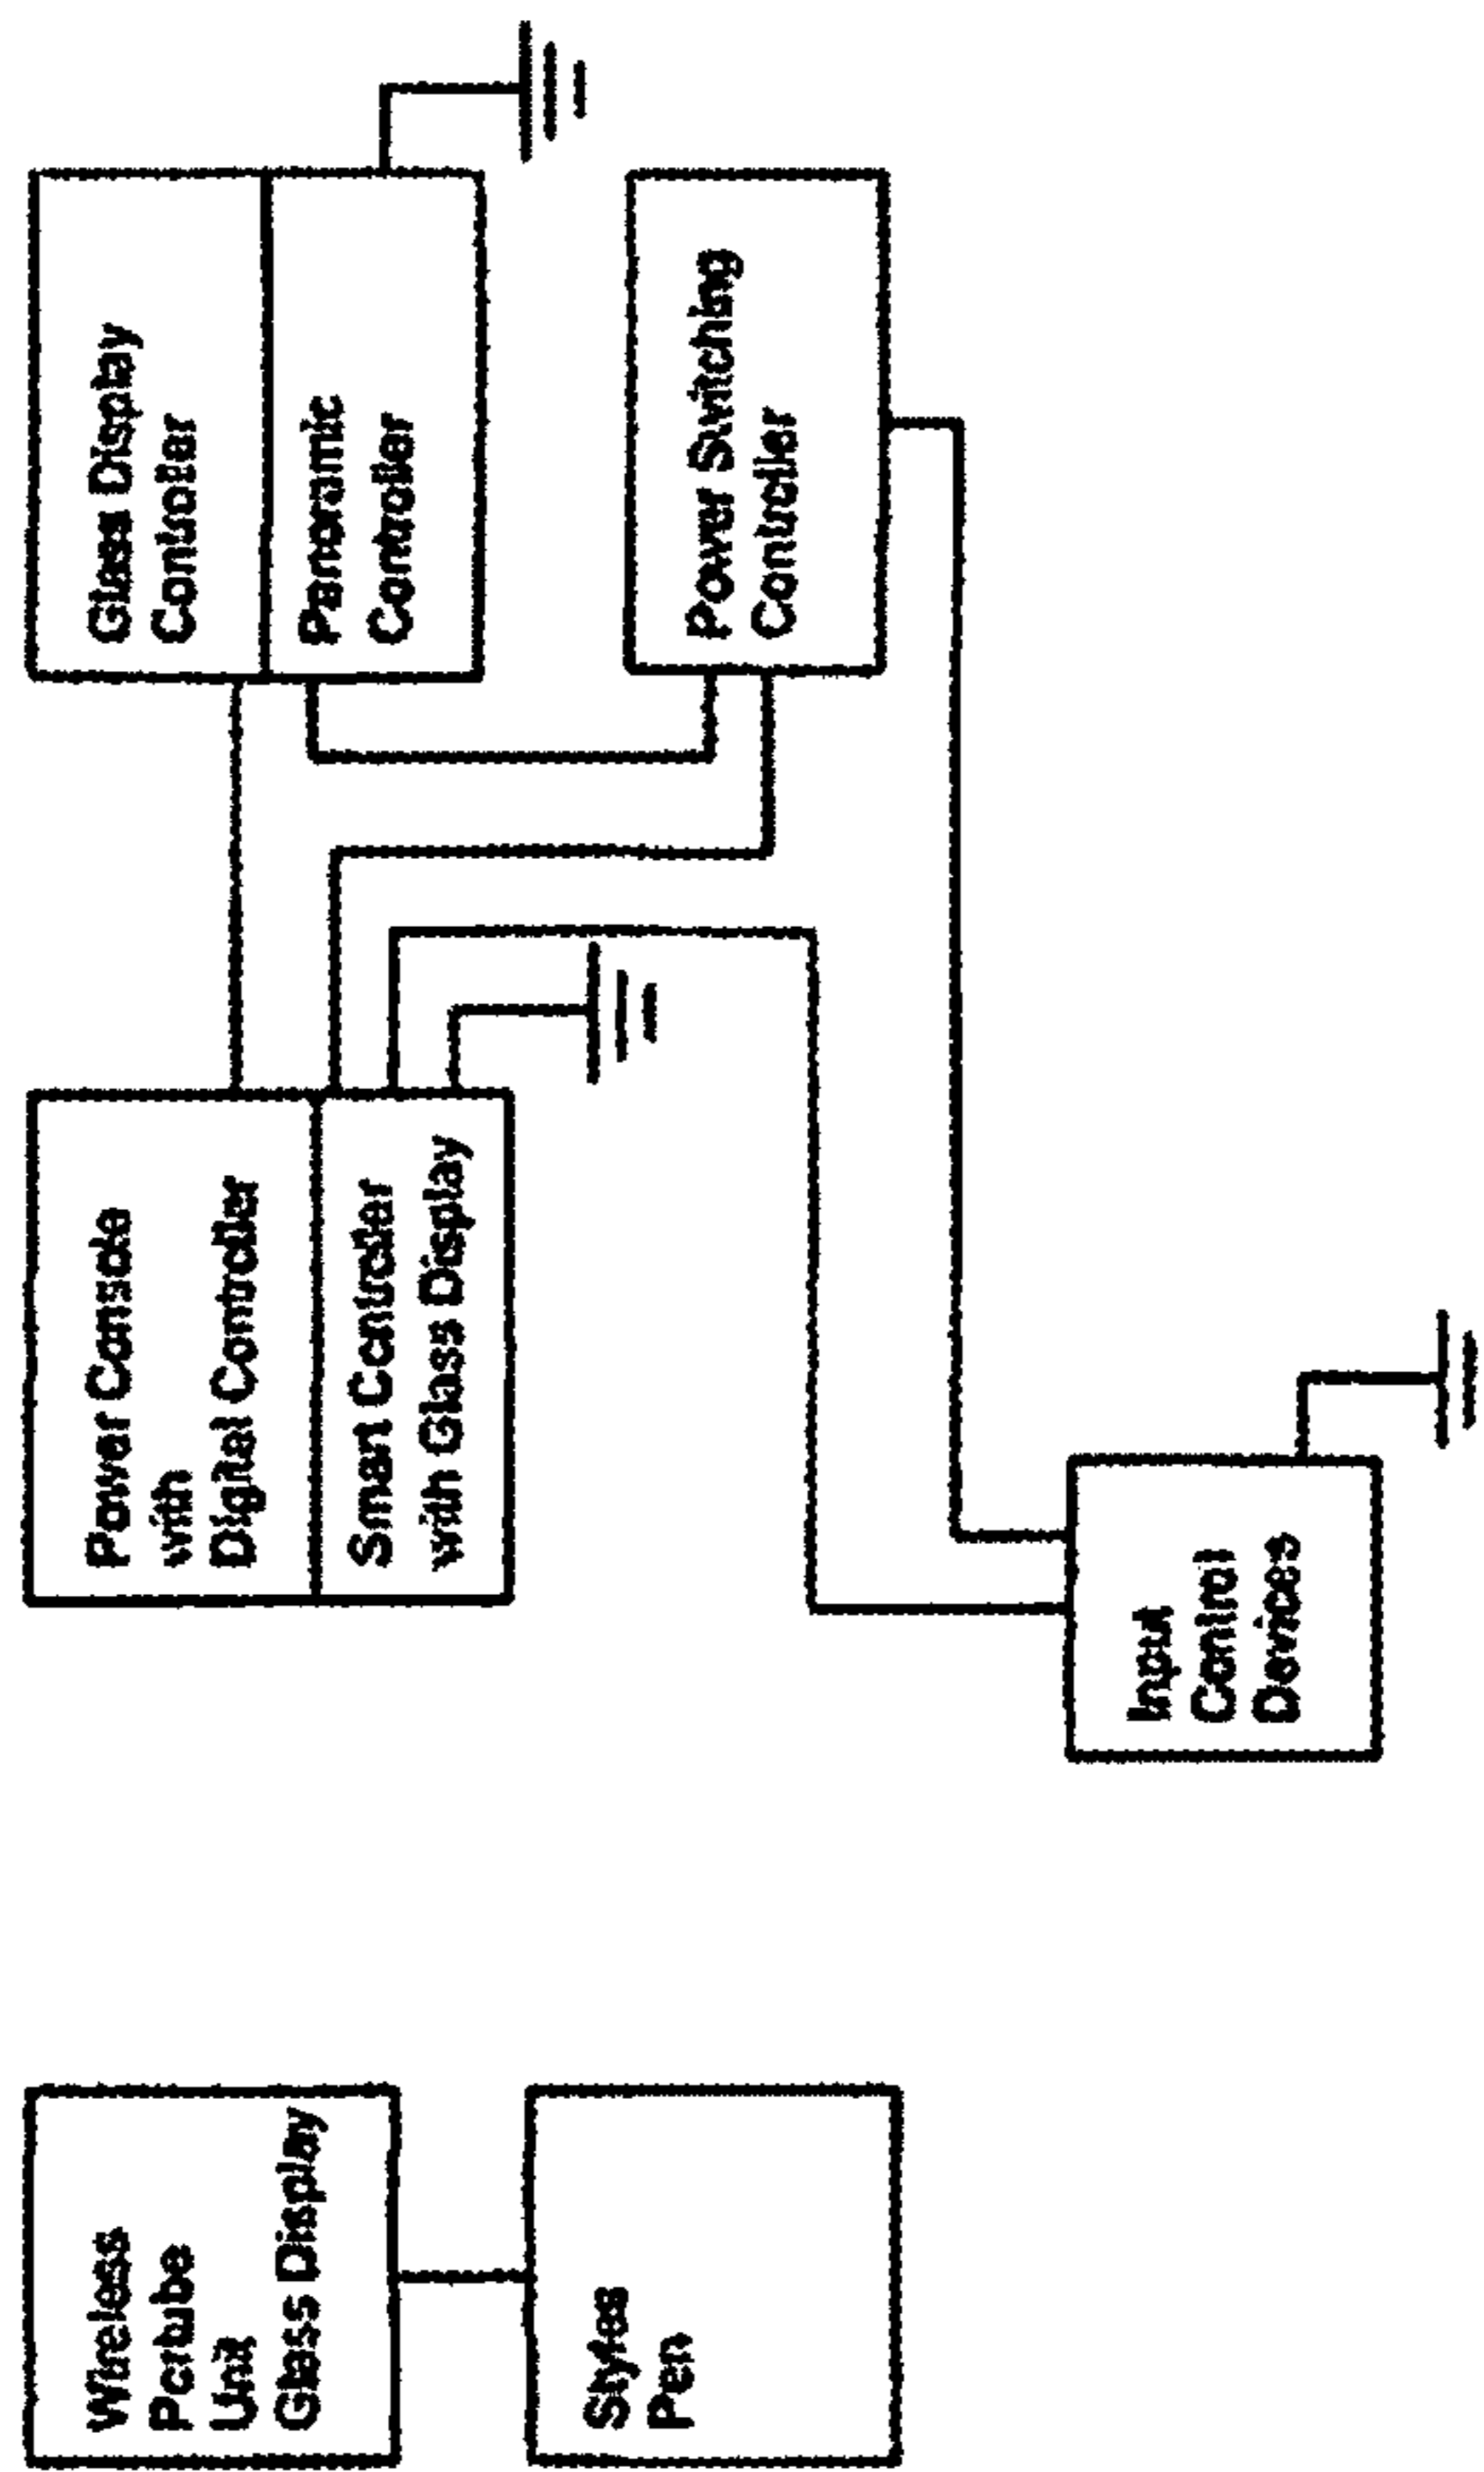 Wireless
Portable
Unit
Glass Display
Styles
Pen
Power Console
with
Digital Controller
Smart Controller
with Glass Display
Input
Control
Devices
Glass Display
Controller
Panoramic
Controller
Power Switching
Controller